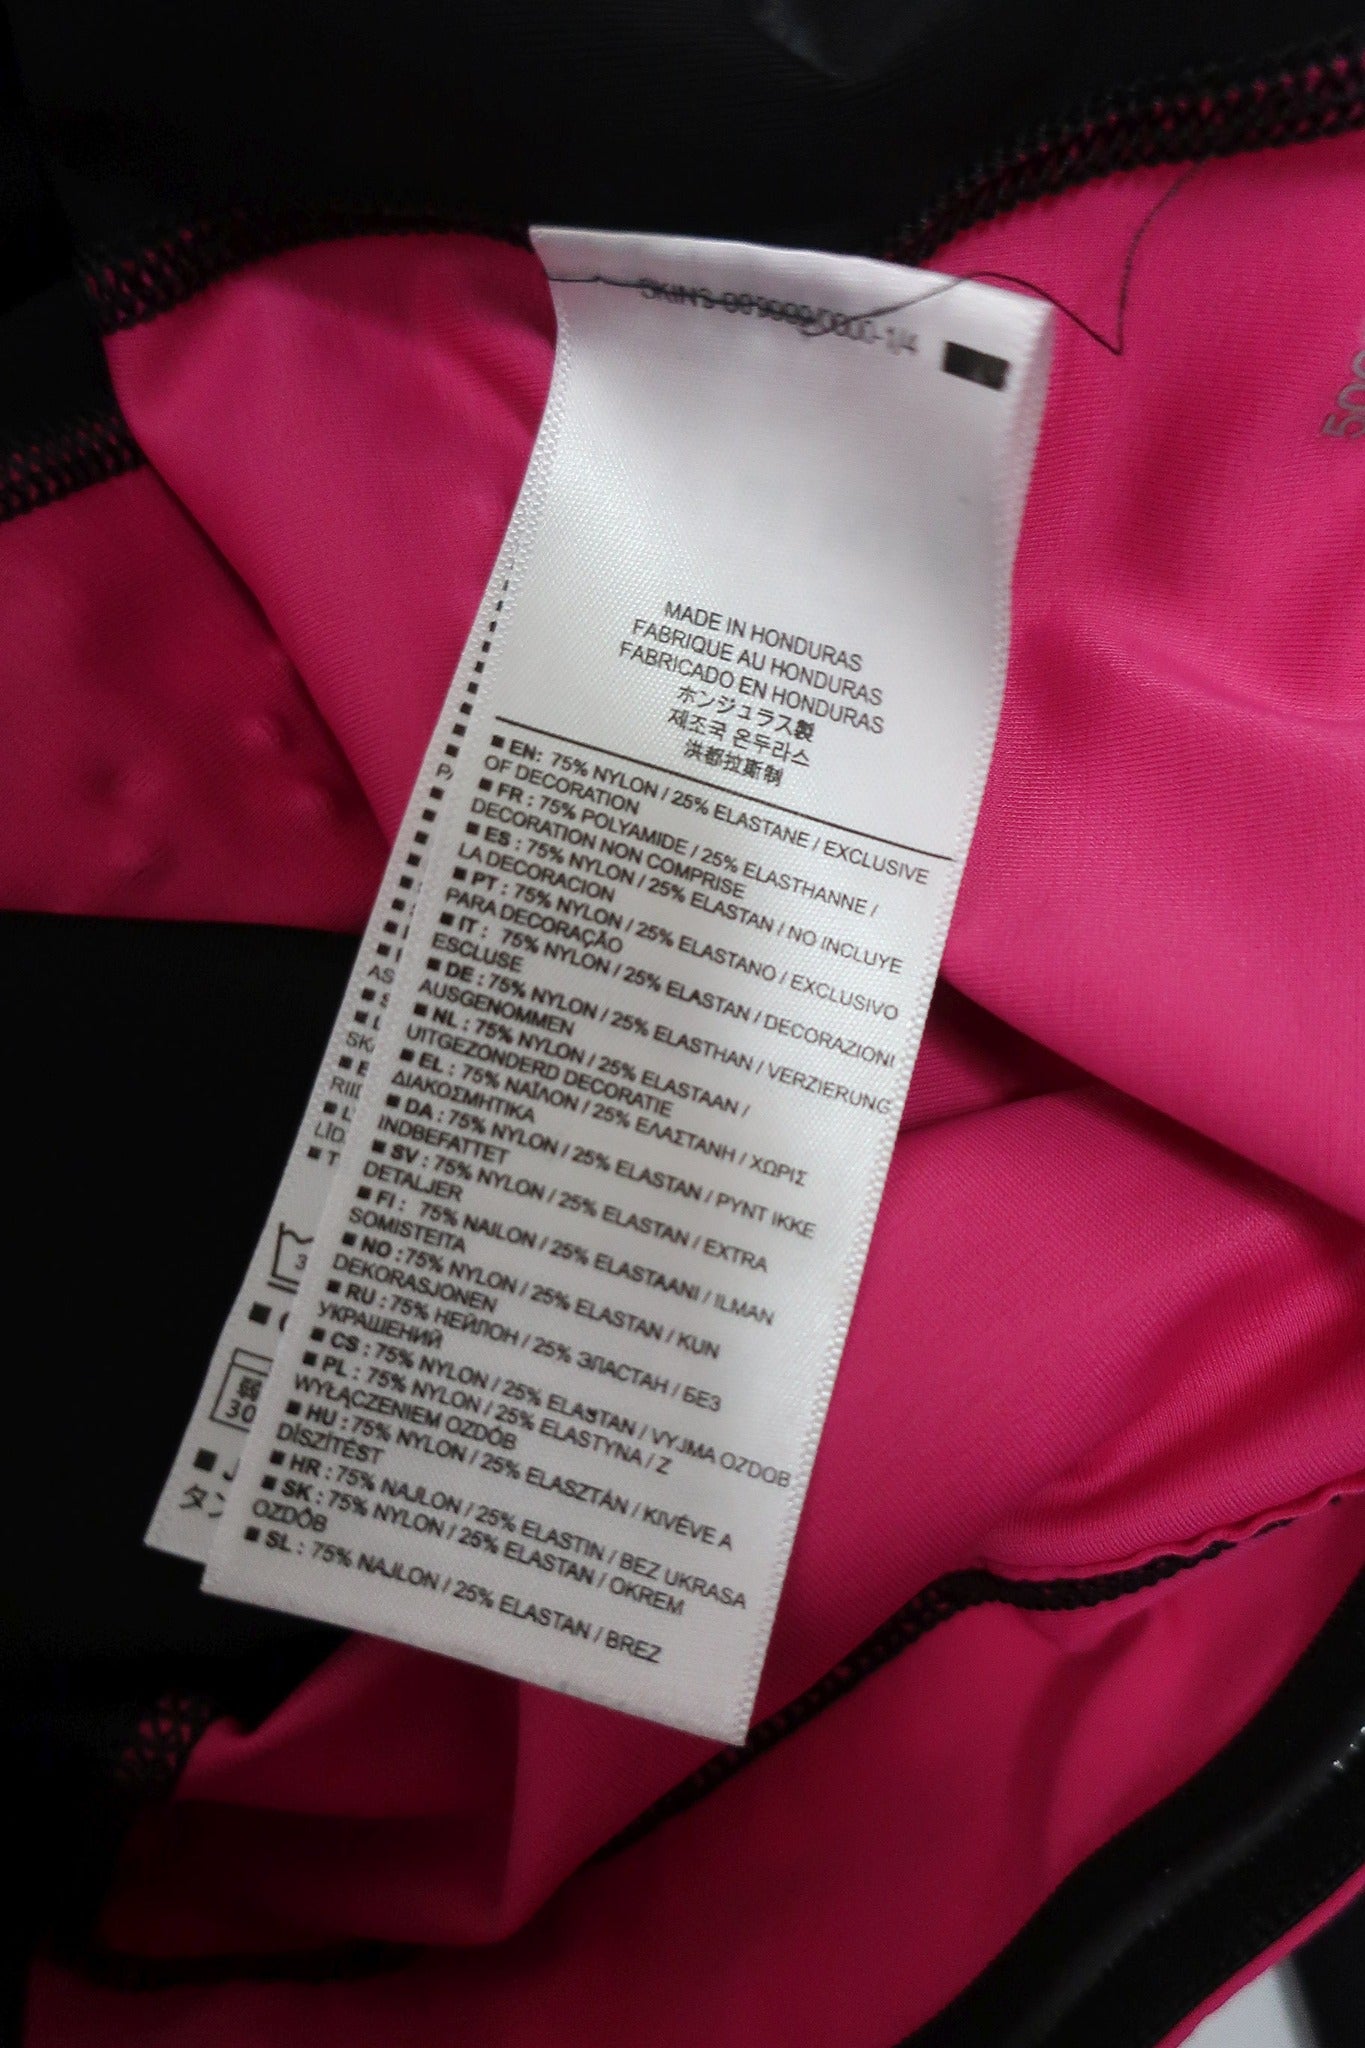 MADE IN HONDURAS
FABRIQUE AU HONDURAS
FABRICADO EN HONDURAS
ホンジュラス製
제조국 온두라스
洪都拉斯制
■ EN: 75% NYLON / 25% ELASTANE / EXCLUSIVE
OF DECORATION
■ FR : 75% POLYAMIDE / 25% ELASTHANNE /
DECORATION NON COMPRISE
■ ES : 75% NYLON / 25% ELASTAN / NO INCLUYE
LA DECORACION
■ PT : 75% NYLON / 25% ELASTANO / EXCLUSIVO
PARA DECORAÇÃO
■ IT : 75% NYLON / 25% ELASTAN / DECORAZIONI
ESCLUSE
■ DE : 75% NYLON / 25% ELASTHAN / VERZIERUNG
AUSGENOMMEN
■ NL : 75% NYLON / 25% ELASTAAN /
UITGEZONDERD DECORATIE
■ EL : 75% ΝΑΪΛΟΝ / 25% ΕΛΑΣΤΑΝΗ / ΧΩΡΙΣ
ΔΙΑΚΟΣΜΗΤΙΚΑ
■ DA : 75% NYLON / 25% ELASTAN / PYNT IKKE
INDBEFATTET
■ SV : 75% NYLON / 25% ELASTAN / EXTRA
DETALJER
■ FI : 75% NAILON / 25% ELASTAANI / ILMAN
SOMISTEITA
■ NO : 75% NYLON / 25% ELASTAN / KUN
DEKORASJONEN
■ RU : 75% НЕЙЛОН / 25% ЭЛАСТАН / БЕЗ
УКРАШЕНИЙ
■ CS : 75% NYLON / 25% ELASTAN / VYJMA OZDOB
■ PL : 75% NYLON / 25% ELASTYNA / Z
WYŁĄCZENIEM OZDÓB
■ HU : 75% NYLON / 25% ELASZTÁN / KIVÉVE A
DÍSZÍTÉST
■ HR : 75% NAJLON / 25% ELASTIN / BEZ UKRASA
■ SK : 75% NYLON / 25% ELASTAN / OKREM
OZDÔB
■ SL : 75% NAJLON / 25% ELASTAN / BREZ